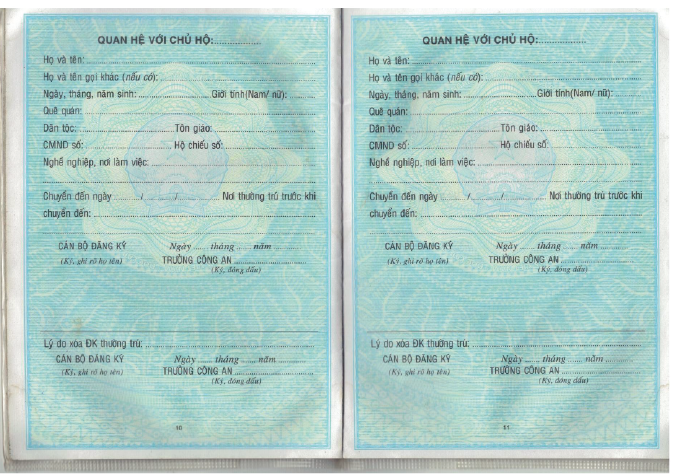 QUAN HỆ VỚI CHỦ HỘ:...............
Họ và tên:
Họ và tên gọi khác (nếu có):
Ngày, tháng, năm sinh: ................... Giới tính(Nam/ nữ):.........
Quê quán:
Dân tộc: ........................ Tôn giáo:
CMND số: ........................ Hộ chiếu số:
Nghề nghiệp, nơi làm việc:
Chuyển đến ngày ......../......../......... Nơi thường trú trước khi
chuyển đến:
CÁN BỘ ĐĂNG KÝ Ngày ...... tháng ...... năm ............
(Ký, ghi rõ họ tên) TRƯỞNG CÔNG AN ........................
(Ký, đóng dấu)
Lý do xóa ĐK thường trú:
CÁN BỘ ĐĂNG KÝ Ngày ...... tháng ...... năm ............
(Ký, ghi rõ họ tên) TRƯỞNG CÔNG AN ........................
(Ký, đóng dấu)
10
QUAN HỆ VỚI CHỦ HỘ:...............
Họ và tên:
Họ và tên gọi khác (nếu có):
Ngày, tháng, năm sinh: ................... Giới tính(Nam/ nữ):.........
Quê quán:
Dân tộc: ........................ Tôn giáo:
CMND số: ........................ Hộ chiếu số:
Nghề nghiệp, nơi làm việc:
Chuyển đến ngày ......../......../......... Nơi thường trú trước khi
chuyển đến:
CÁN BỘ ĐĂNG KÝ Ngày ...... tháng ...... năm ............
(Ký, ghi rõ họ tên) TRƯỞNG CÔNG AN ........................
(Ký, đóng dấu)
Lý do xóa ĐK thường trú:
CÁN BỘ ĐĂNG KÝ Ngày ...... tháng ...... năm ............
(Ký, ghi rõ họ tên) TRƯỞNG CÔNG AN ........................
(Ký, đóng dấu)
11